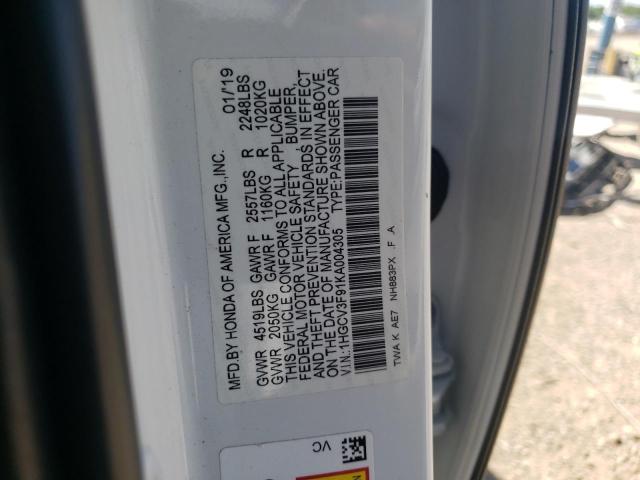 MFD.BY HONDA OF AMERICA MFG.,INC. 01/'19
GVWR 4519LBS GAWR F 2557LBS R 2248LBS
GVWR 2050KG GAWR F 1160KG R 1020KG
THIS VEHICLE CONFORMS TO ALL APPLICABLE
FEDERAL MOTOR VEHICLE SAFETY , BUMPER,
AND THEFT PREVENTION STANDARDS IN EFFECT
ON THE DATE OF MANUFACTURE SHOWN ABOVE.
V.I.N.:1HGCV3F91KA004305 TYPE:PASSENGER CAR
TWA K AE7 NH883PX .F .A
VC